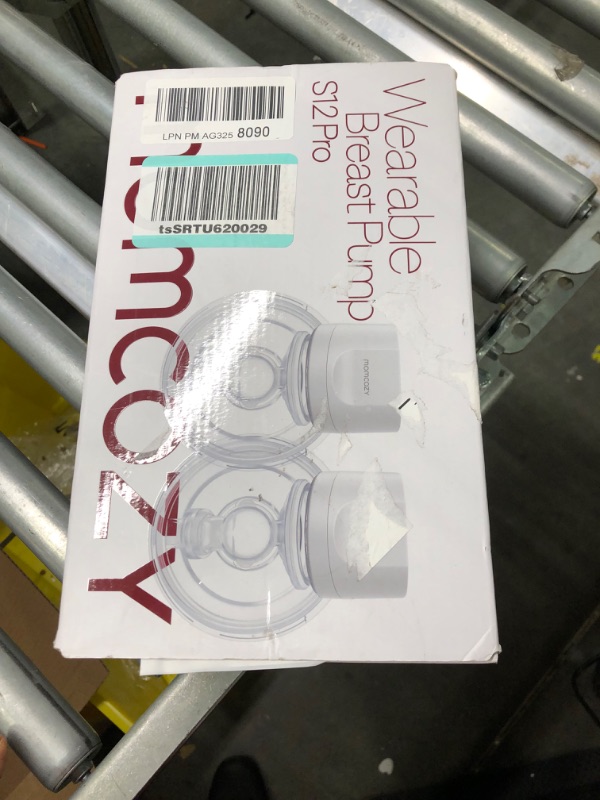 LPN PM AG325 8090
tsSRTU620029
Wearable
Breast Pump
S12 Pro
momcozy
momcozy